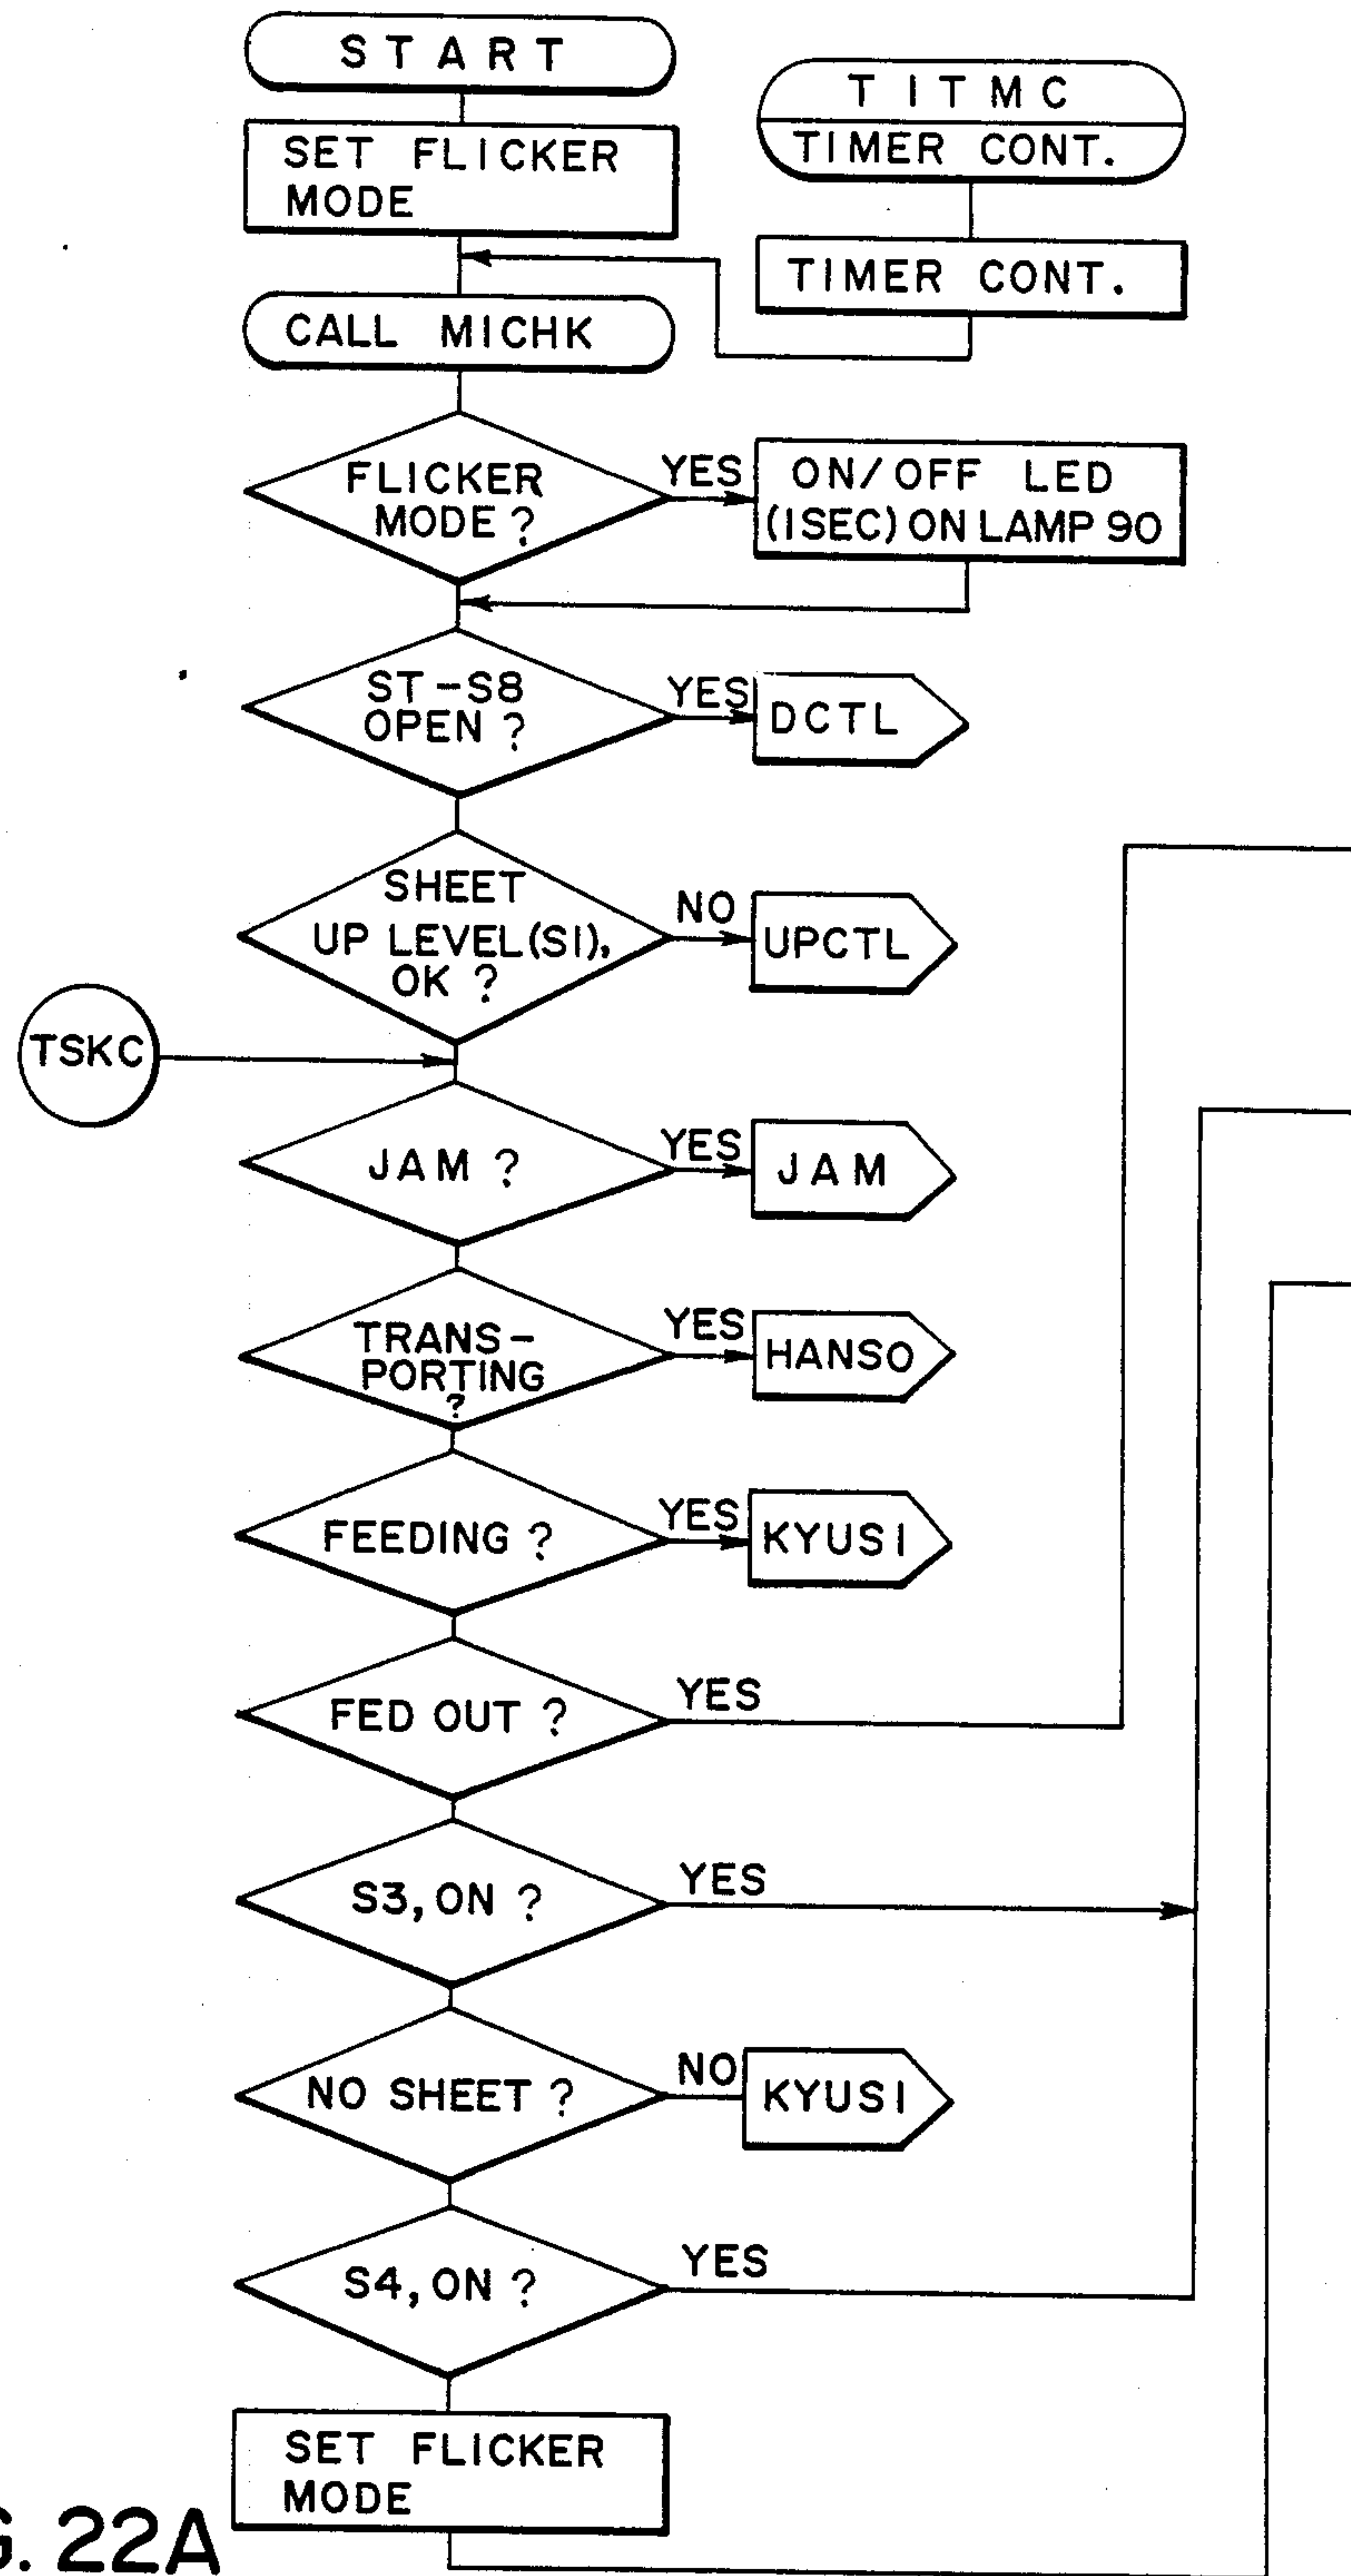 START
SET FLICKER
MODE
TITMC
TIMER CONT.
TIMER CONT.
CALL MICHK
FLICKER
MODE ?
YES
ON/OFF LED
(1SEC) ON LAMP 90
ST-S8
OPEN ?
YES
DCTL
SHEET
UP LEVEL(S1),
OK ?
NO
UPCTL
TSKC
JAM ?
YES
JAM
TRANS-
PORTING
?
YES
HANSO
FEEDING ?
YES
KYUSI
FED OUT ?
YES
S3, ON ?
YES
NO SHEET ?
NO
KYUSI
S4, ON ?
YES
SET FLICKER
MODE
G. 22A